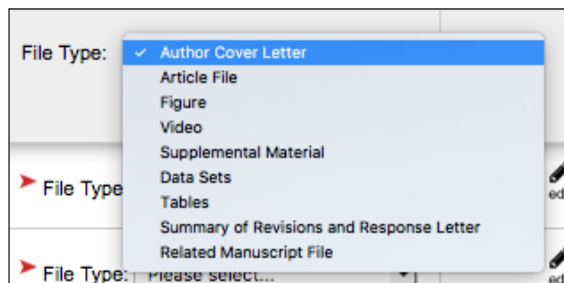 File Type:
✓ Author Cover Letter
Article File
Figure
Video
Supplemental Material
Data Sets
File Type
Tables
Summary of Revisions and Response Letter
Related Manuscript File
File Type: Please select...